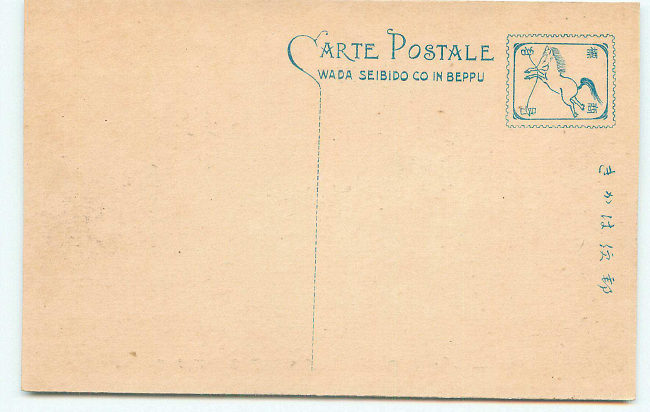 CARTE POSTALE
WADA SEIBIDO CO IN BEPPU
きかは便郵